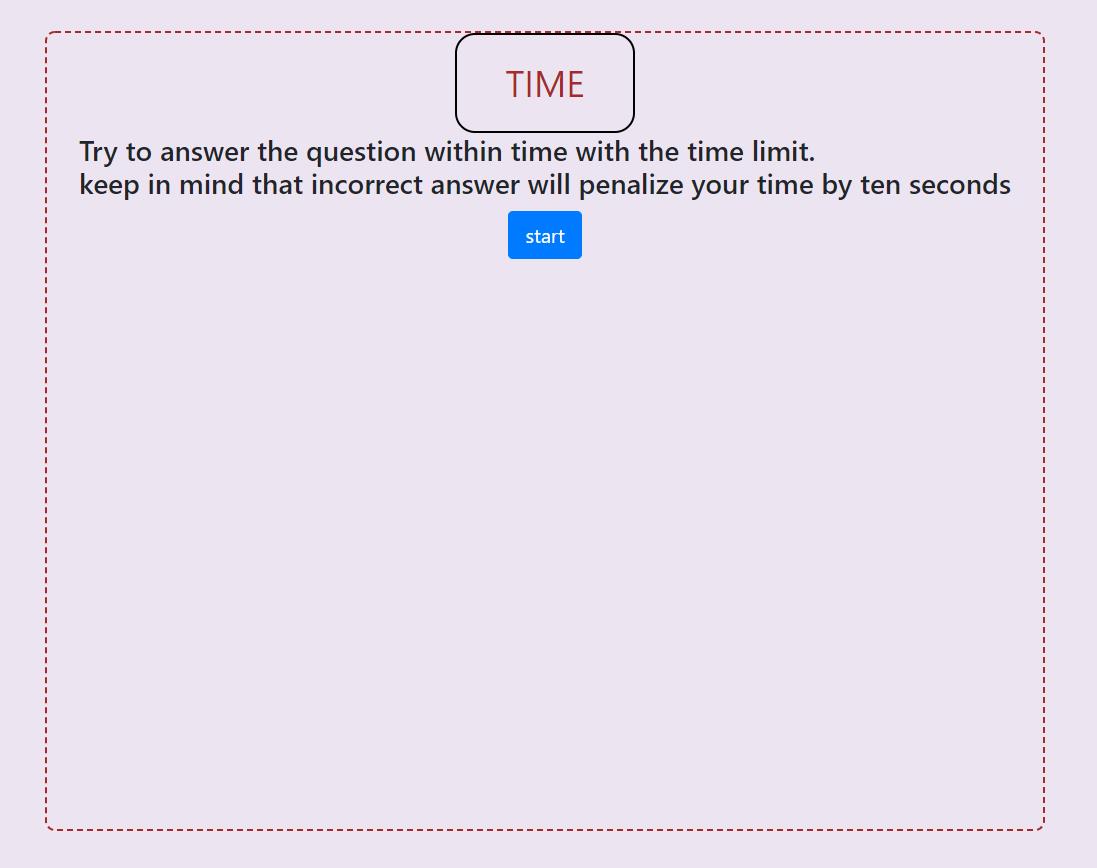 TIME
Try to answer the question within time with the time limit.
keep in mind that incorrect answer will penalize your time by ten seconds
start